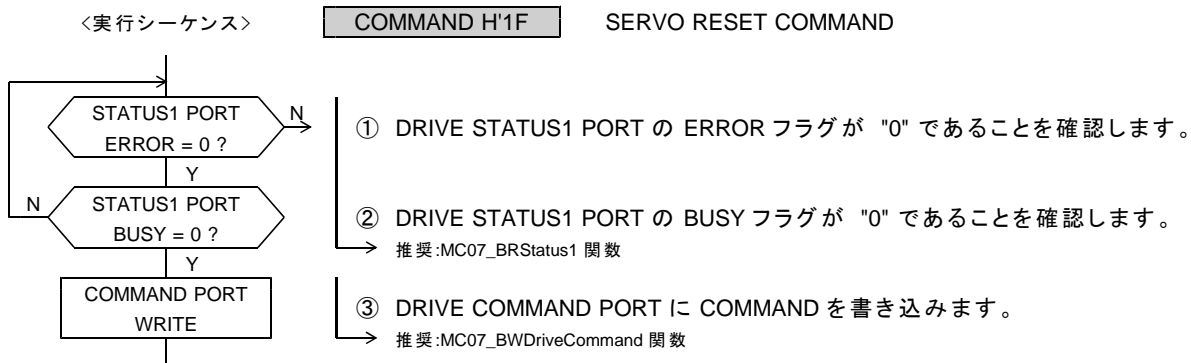 <実行シーケンス>
COMMAND H'1F
SERVO RESET COMMAND
STATUS1 PORT
ERROR = 0 ?
N
Y
① DRIVE STATUS1 PORT の ERROR フラグが "0" であることを確認します。
STATUS1 PORT
BUSY = 0 ?
N
Y
② DRIVE STATUS1 PORT の BUSY フラグが "0" であることを確認します。
推奨:MC07_BRStatus1 関数
COMMAND PORT
WRITE
③ DRIVE COMMAND PORT に COMMAND を書き込みます。
推奨:MC07_BWDriveCommand 関数